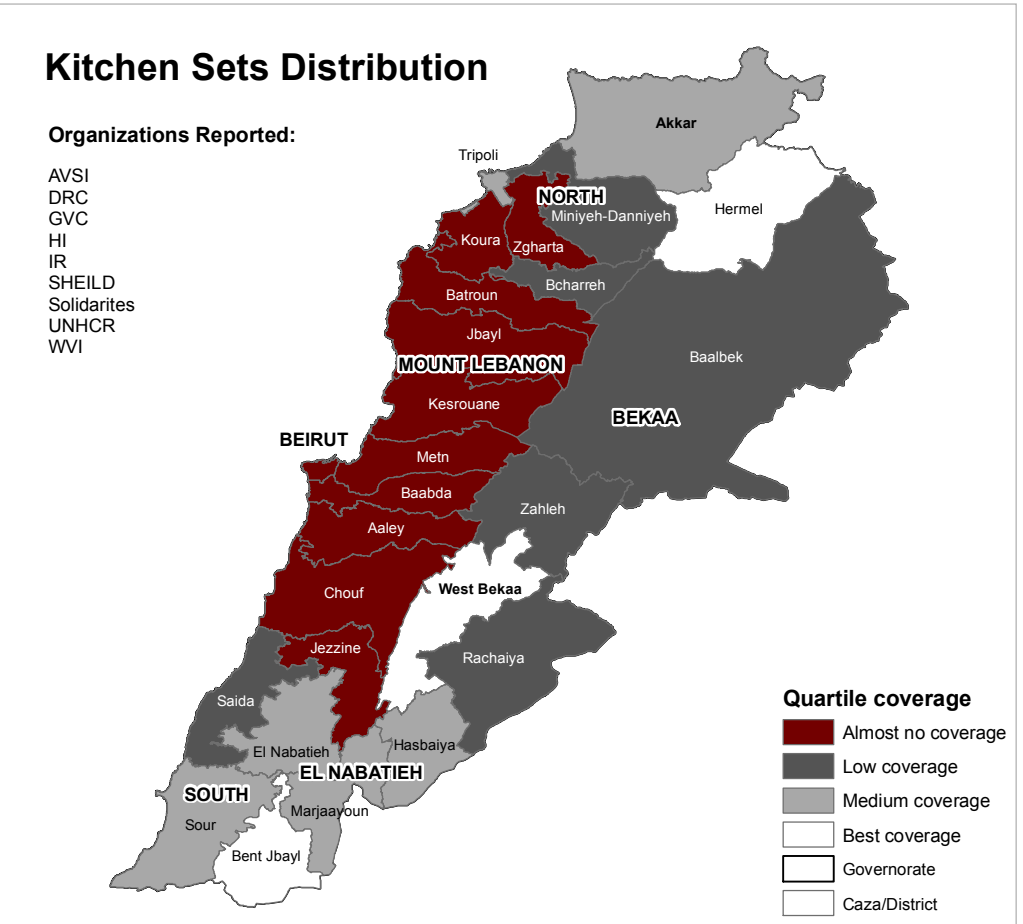 Kitchen Sets Distribution
Organizations Reported:
AVSI
DRC
GVC
HI
IR
SHEILD
Solidarites
UNHCR
WVI
Akkar
Tripoli
NORTH
Miniyeh-Danniyeh
Hermel
Koura
Zgharta
Bcharreh
Batroun
Jbayl
Baalbek
MOUNT LEBANON
Kesrouane
BEKAA
BEIRUT
Metn
Baabda
Zahleh
Aaley
West Bekaa
Chouf
Jezzine
Rachaiya
Saida
El Nabatieh
Hasbaiya
EL NABATIEH
SOUTH
Marjaayoun
Sour
Bent Jbayl
Quartile coverage
Almost no coverage
Low coverage
Medium coverage
Best coverage
Governorate
Caza/District